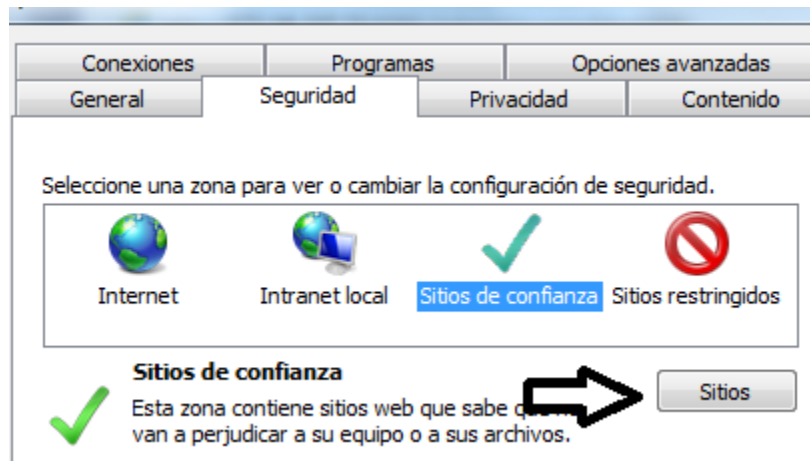 Conexiones Programas Opciones avanzadas
General Seguridad Privacidad Contenido
Seleccione una zona para ver o cambiar la configuración de seguridad.
Internet Intranet local Sitios de confianza Sitios restringidos
Sitios de confianza
Sitios
Esta zona contiene sitios web que sabe
van a perjudicar a su equipo o a sus archivos.